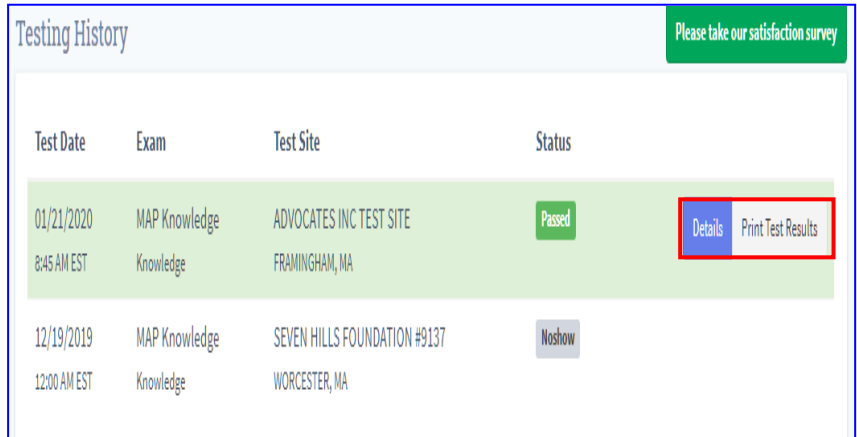 Testing History
Please take our satisfaction survey
Test Date Exam Test Site Status
01/21/2020 MAP Knowledge ADVOCATES INC TEST SITE Passed Details Print Test Results
8:45 AM EST Knowledge FRAMINGHAM, MA
12/19/2019 MAP Knowledge SEVEN HILLS FOUNDATION #9137 Noshow
12:00 AM EST Knowledge WORCESTER, MA